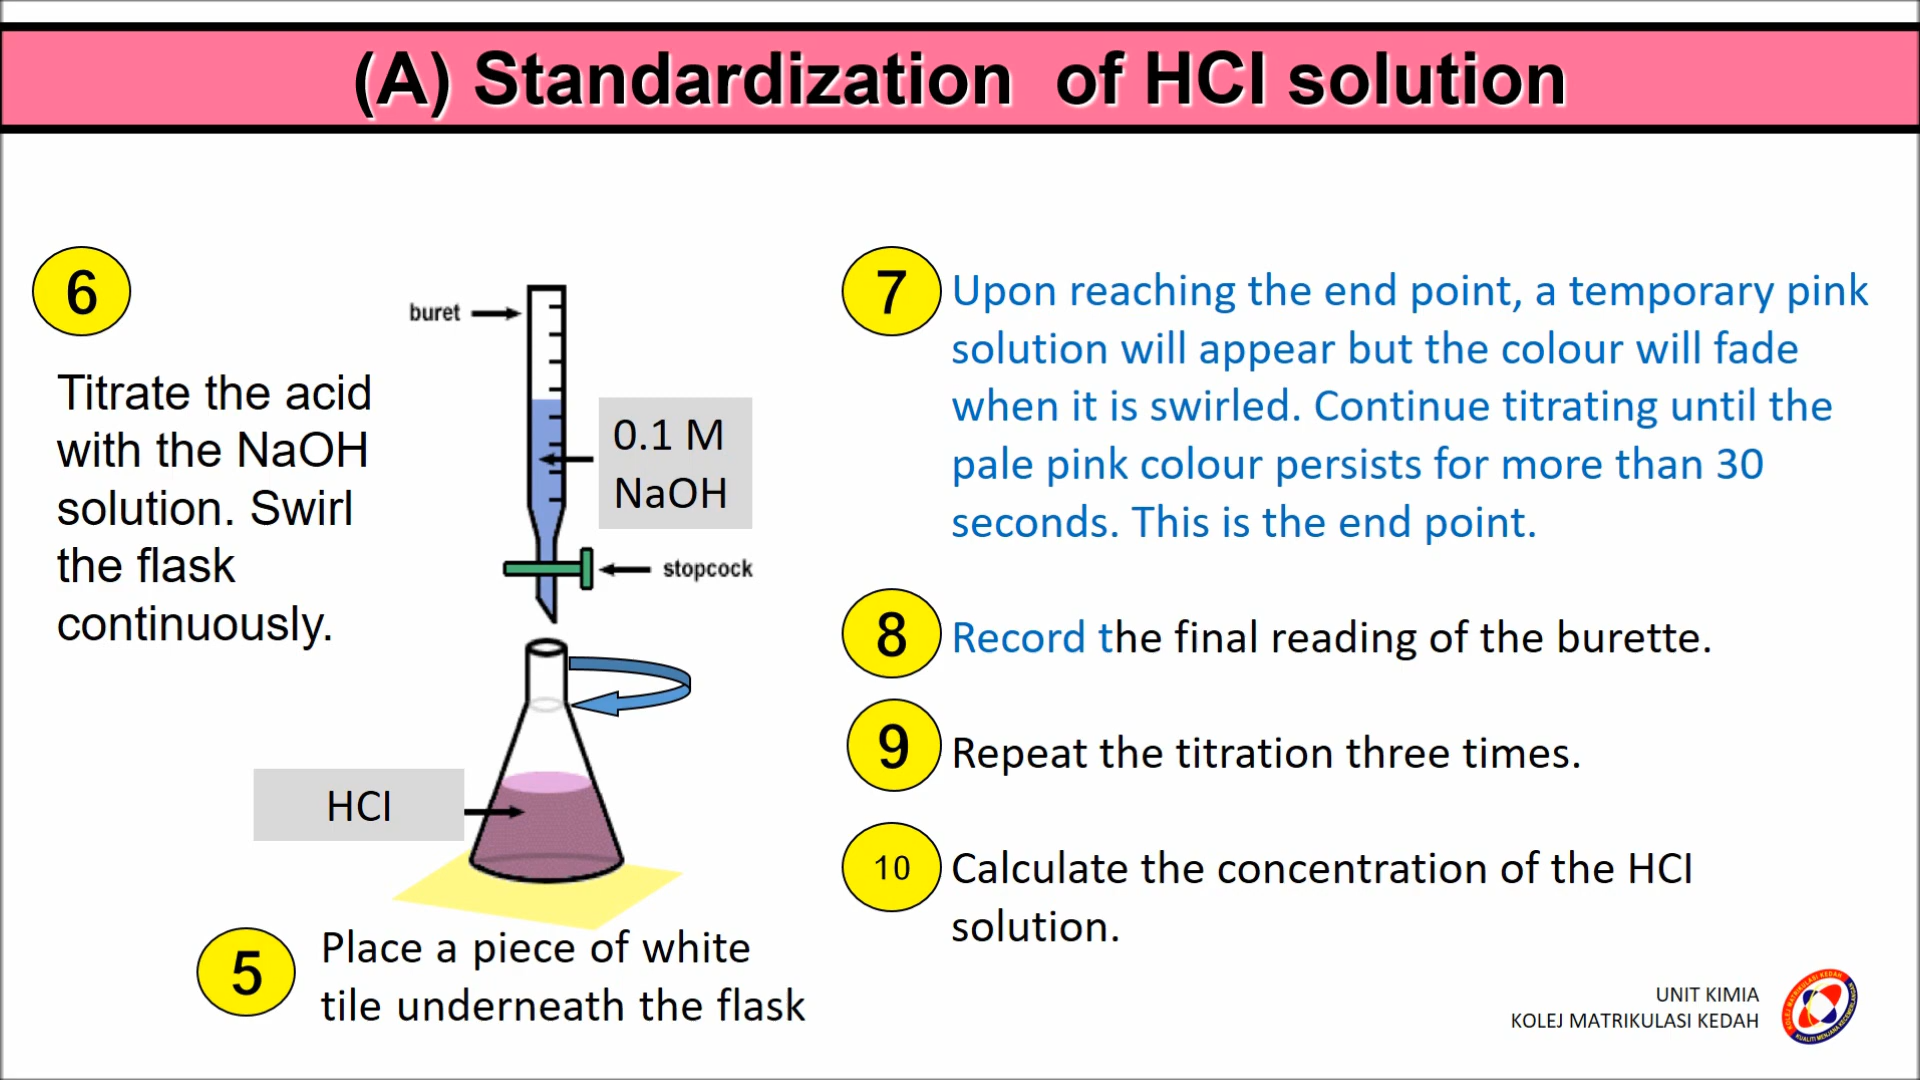 (A) Standardization of HCl solution
6
Titrate the acid
with the NaOH
solution. Swirl
the flask
continuously.
buret
0.1 M
NaOH
stopcock
HCl
5
Place a piece of white
tile underneath the flask
7
Upon reaching the end point, a temporary pink
solution will appear but the colour will fade
when it is swirled. Continue titrating until the
pale pink colour persists for more than 30
seconds. This is the end point.
8
Record the final reading of the burette.
9
Repeat the titration three times.
10
Calculate the concentration of the HCl
solution.
UNIT KIMIA
KOLEJ MATRIKULASI KEDAH
KOLEJ MATRIKULASI KEDAH